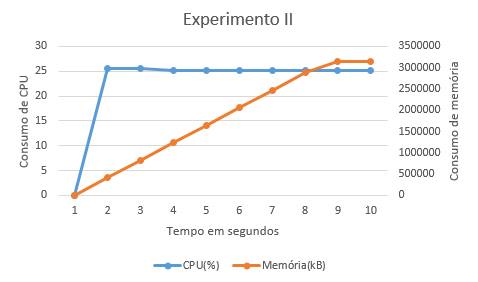 Experimento II
Consumo de CPU
30
25
20
15
10
5
0
3500000
3000000
2500000
2000000
1500000
1000000
500000
0
Consumo de memória
1 2 3 4 5 6 7 8 9 10
Tempo em segundos
CPU(%) Memória(kB)